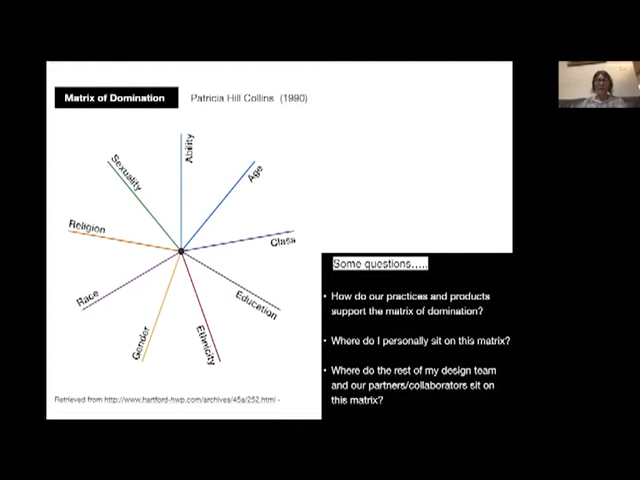 Matrix of Domination
Patricia Hill Collins (1990)
Ability
Sexuality
Age
Religion
Class
Race
Education
Gender
Ethnicity
Retrieved from http://www.hartford-hwp.com/archives/45a/252.html -
Some questions.....
• How do our practices and products
support the matrix of domination?
• Where do I personally sit on this matrix?
• Where do the rest of my design team
and our partners/collaborators sit on
this matrix?